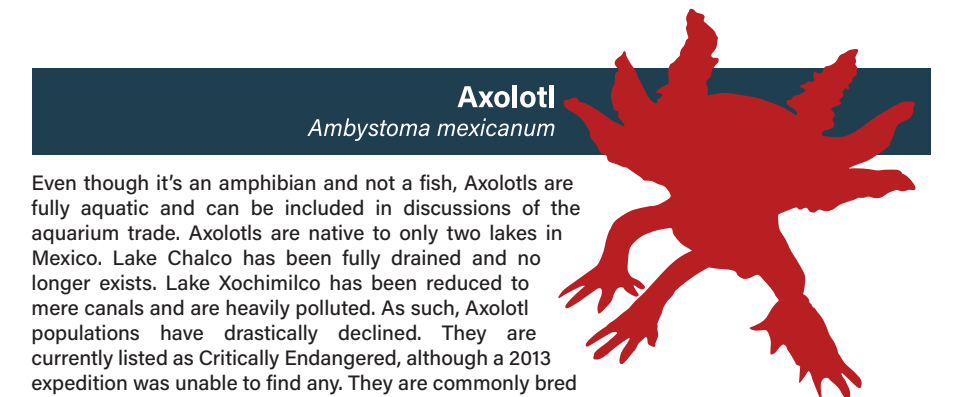 Axolotl
Ambystoma mexicanum
Even though it’s an amphibian and not a fish, Axolotls are
fully aquatic and can be included in discussions of the
aquarium trade. Axolotls are native to only two lakes in
Mexico. Lake Chalco has been fully drained and no
longer exists. Lake Xochimilco has been reduced to
mere canals and are heavily polluted. As such, Axolotl
populations have drastically declined. They are
currently listed as Critically Endangered, although a 2013
expedition was unable to find any. They are commonly bred